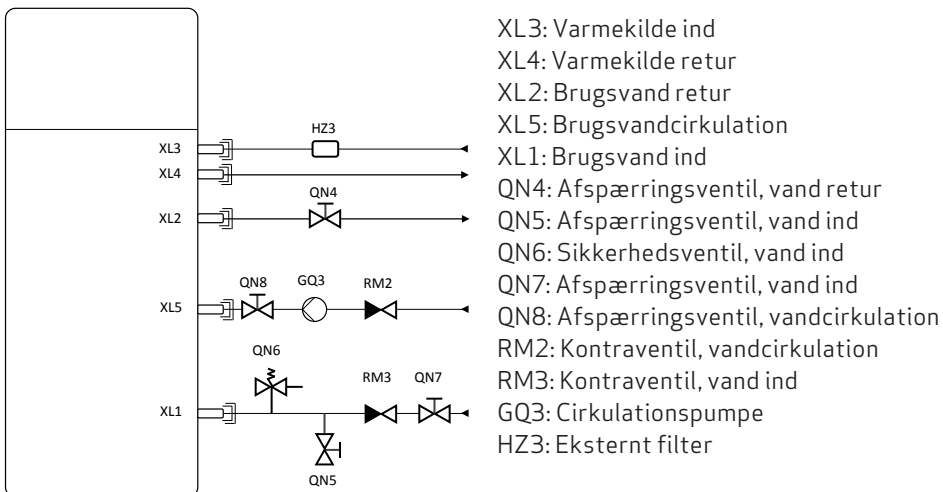 XL3: Varmekilde ind
XL4: Varmekilde retur
XL2: Brugsvand retur
XL5: Brugsvandcirkulation
XL1: Brugsvand ind
QN4: Afspærringsventil, vand retur
QN5: Afspærringsventil, vand ind
QN6: Sikkerhedsventil, vand ind
QN7: Afspærringsventil, vand ind
QN8: Afspærringsventil, vandcirkulation
RM2: Kontraventil, vandcirkulation
RM3: Kontraventil, vand ind
GQ3: Cirkulationspumpe
HZ3: Eksternt filter
HZ3
XL3
XL4
QN4
XL2
QN8 GQ3 RM2
XL5
QN6
RM3 QN7
XL1
QN5